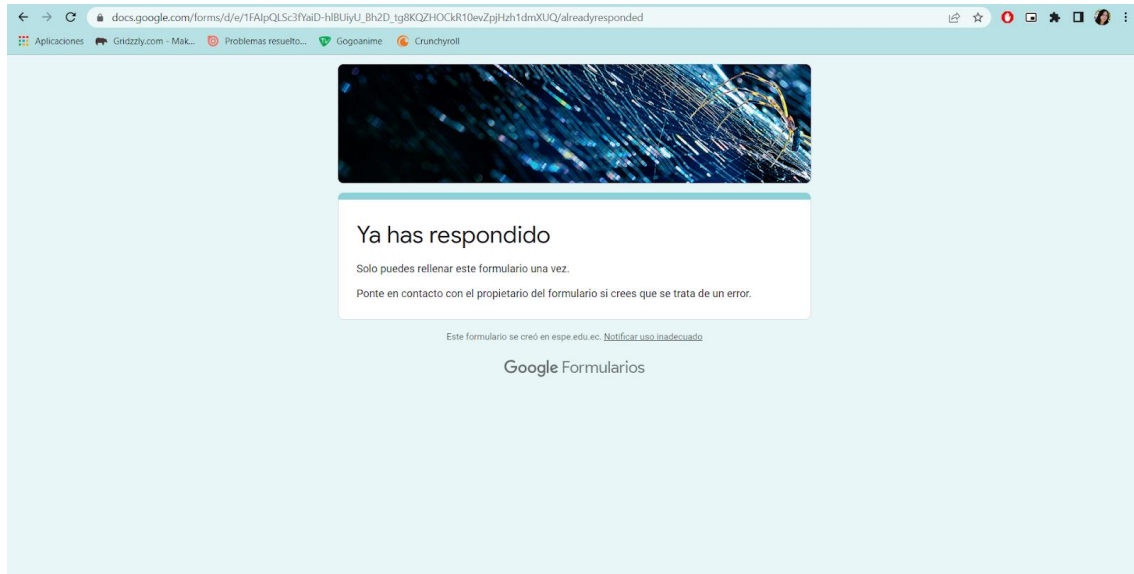 docs.google.com/forms/d/e/1FAIpQLSc3fYaiD-hlBUiyU_Bh2D_tg8KQZHOCkR10evZpjHzh1dmXUQ/alreadyresponded
Aplicaciones Gridzzly.com - Mak... Problemas resuelto... Gogoanime Crunchyroll
Ya has respondido
Solo puedes rellenar este formulario una vez.
Ponte en contacto con el propietario del formulario si crees que se trata de un error.
Este formulario se creó en espe.edu.ec. Notificar uso inadecuado
Google Formularios